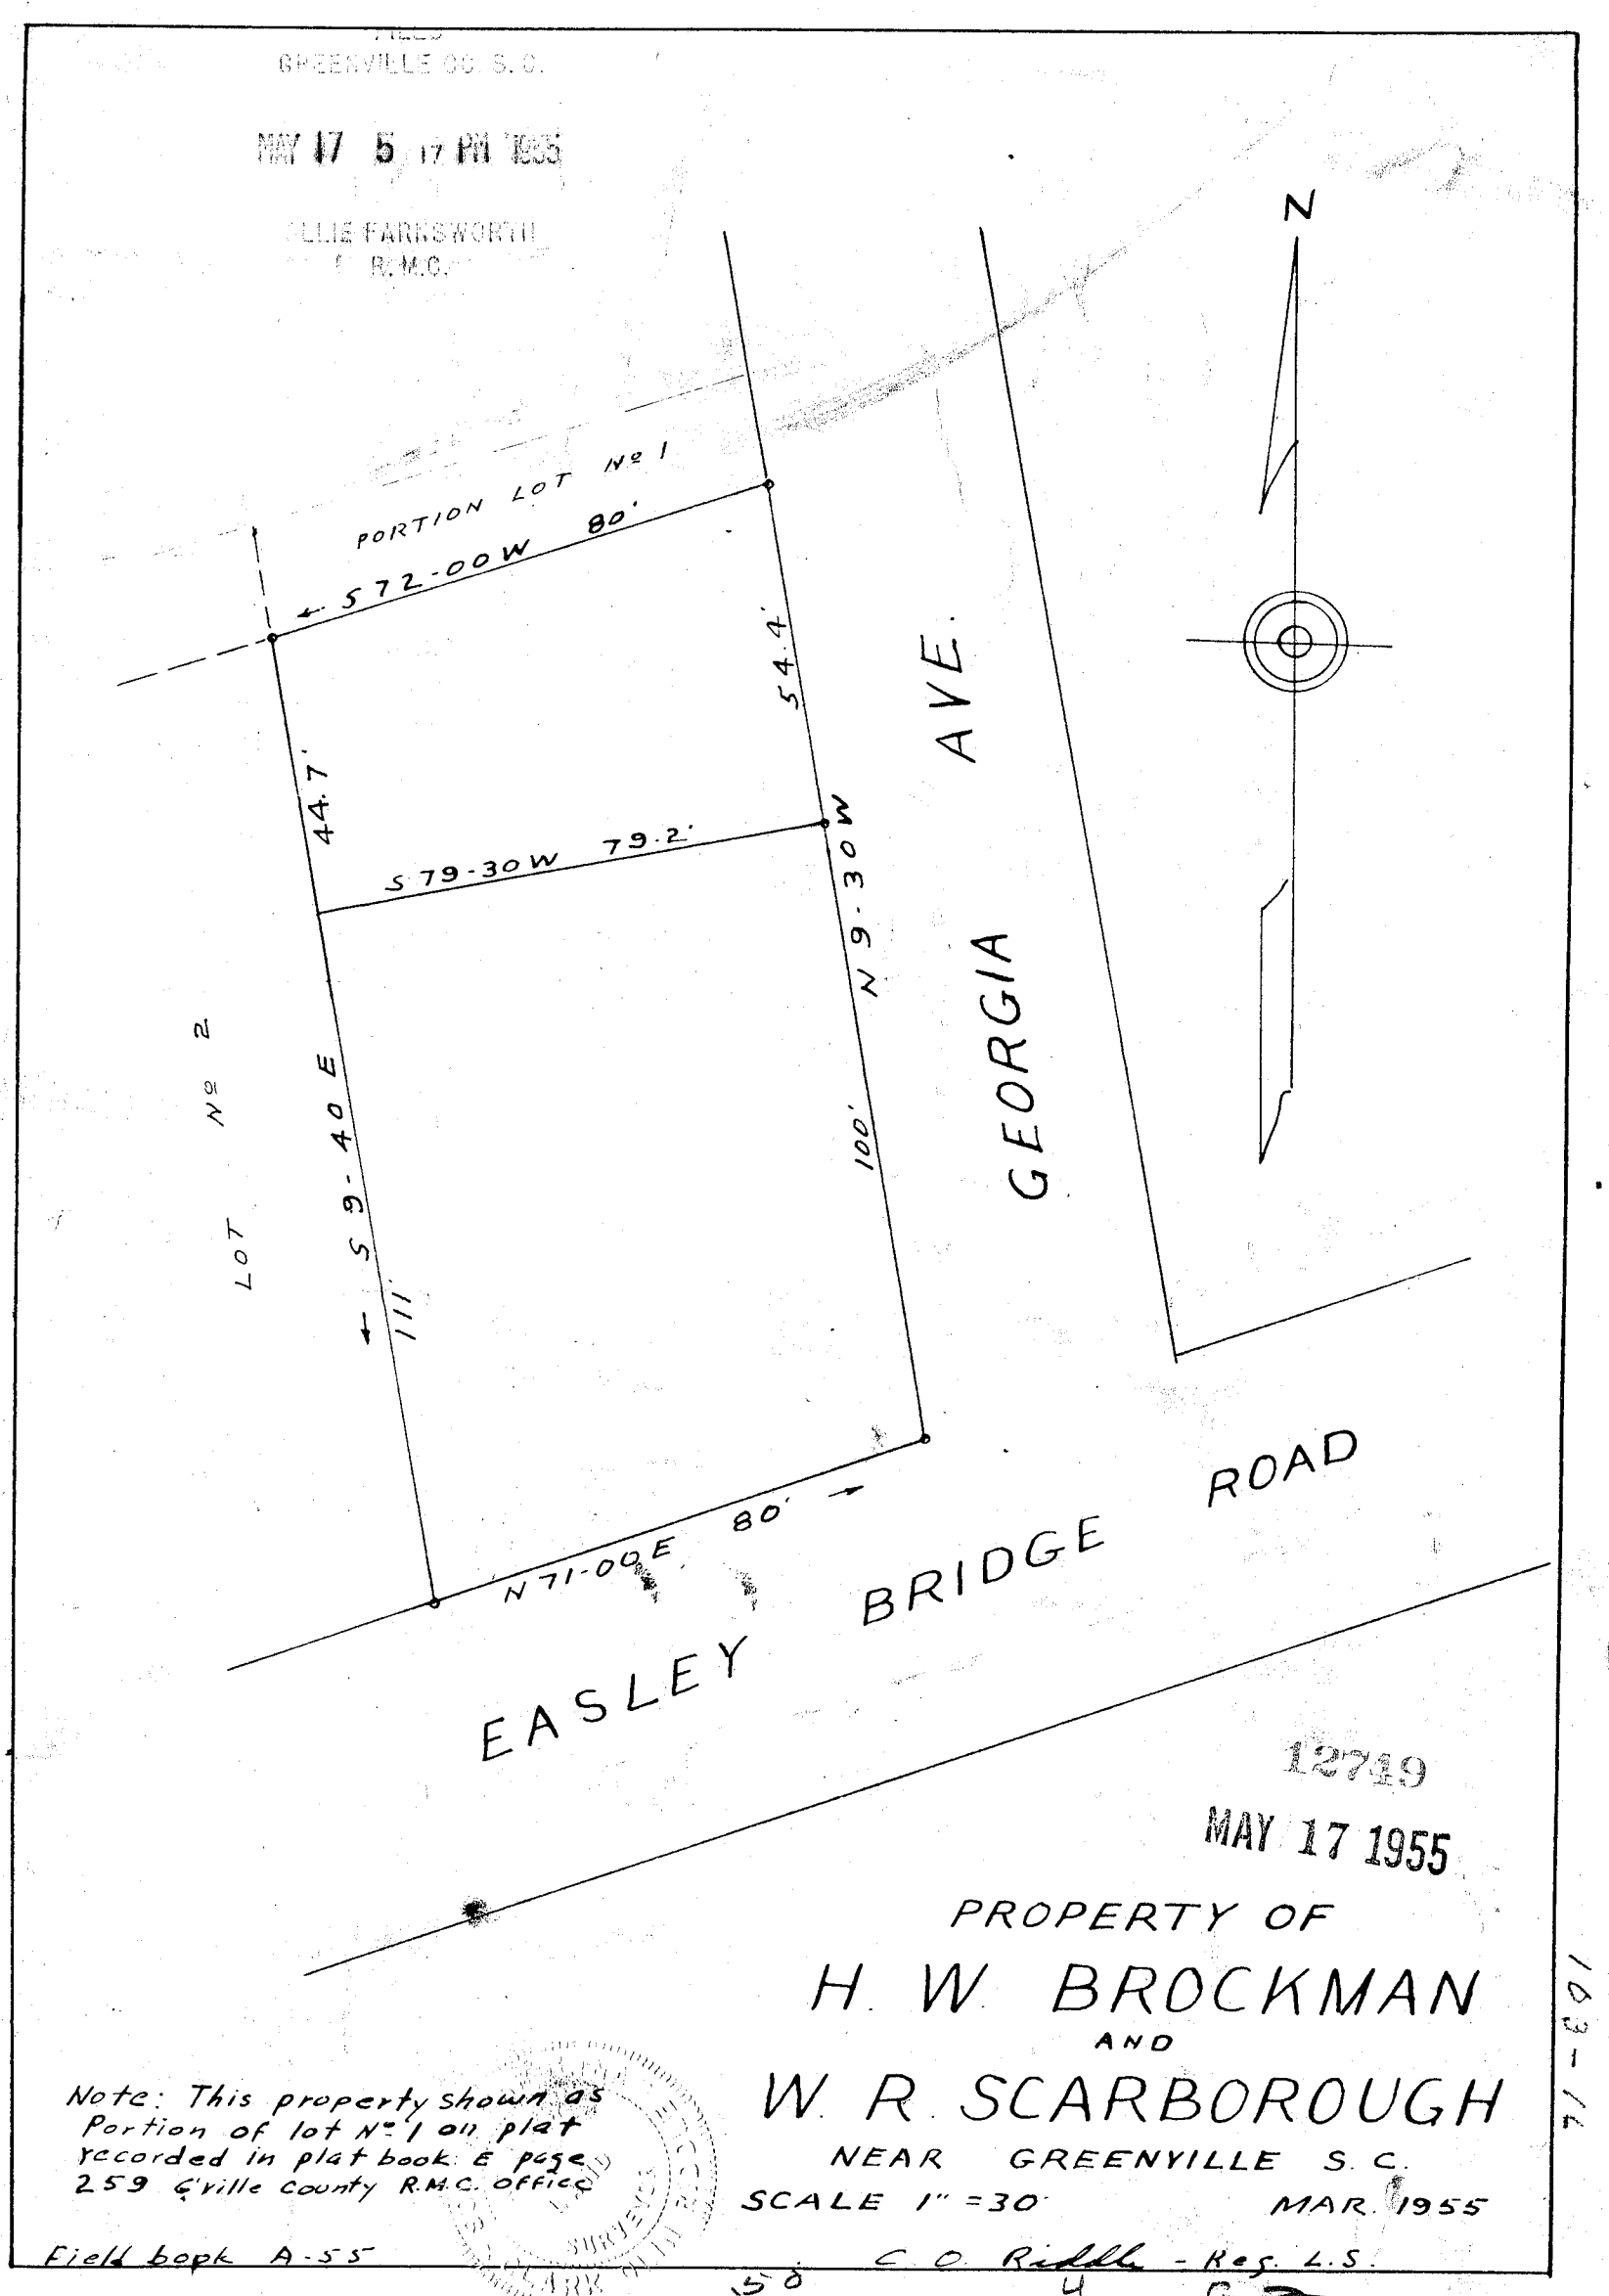 GREENVILLE CO. S. C.
MAY 17 5 17 PM 1955
OLLIE FARNSWORTH
R.M.C.
N
PORTION LOT Nº 1
← S 72-00 W 80'
54.4'
44.7'
S 79-30 W 79.2'
N 9-30 W
100'
GEORGIA AVE.
LOT Nº 2
← S 9-40 E
111'
N 71-00 E 80' →
EASLEY BRIDGE ROAD
12749
MAY 17 1955
PROPERTY OF
H. W. BROCKMAN
AND
W. R. SCARBOROUGH
NEAR GREENVILLE S. C.
SCALE 1" = 30' MAR. 1955
C. O. Riddle - Reg. L.S.
Note: This property shown as
Portion of lot Nº 1 on plat
recorded in plat book E page
259 G'ville County R.M.C. office
Field book A-55